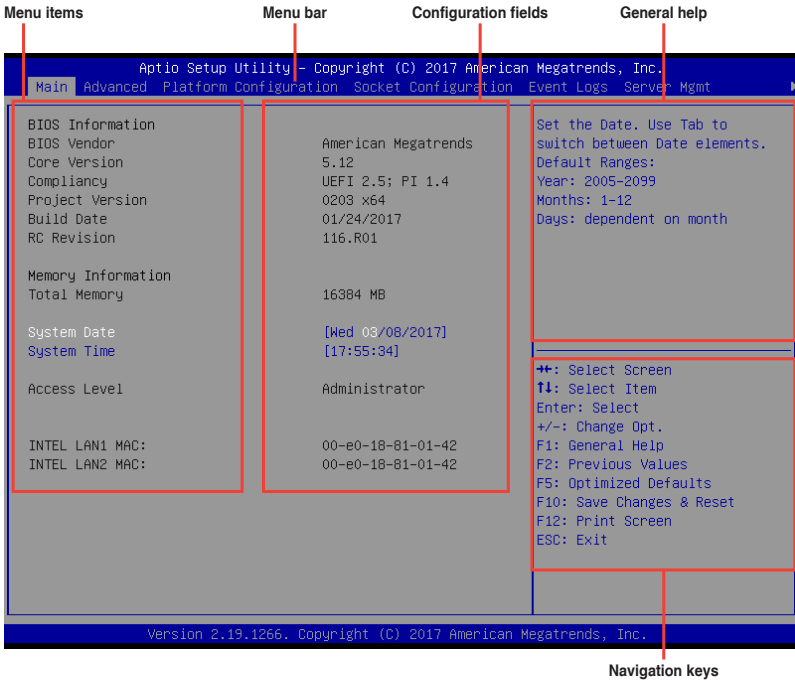 Menu items Menu bar Configuration fields General help
Aptio Setup Utility – Copyright (C) 2017 American Megatrends, Inc.
Main Advanced Platform Configuration Socket Configuration Event Logs Server Mgmt
BIOS Information
BIOS Vendor American Megatrends
Core Version 5.12
Compliancy UEFI 2.5; PI 1.4
Project Version 0203 x64
Build Date 01/24/2017
RC Revision 116.R01
Memory Information
Total Memory 16384 MB
System Date [Wed 03/08/2017]
System Time [17:55:34]
Access Level Administrator
INTEL LAN1 MAC: 00-e0-18-81-01-42
INTEL LAN2 MAC: 00-e0-18-81-01-42
Set the Date. Use Tab to
switch between Date elements.
Default Ranges:
Year: 2005-2099
Months: 1-12
Days: dependent on month
→←: Select Screen
↑↓: Select Item
Enter: Select
+/-: Change Opt.
F1: General Help
F2: Previous Values
F5: Optimized Defaults
F10: Save Changes & Reset
F12: Print Screen
ESC: Exit
Version 2.19.1266. Copyright (C) 2017 American Megatrends, Inc.
Navigation keys